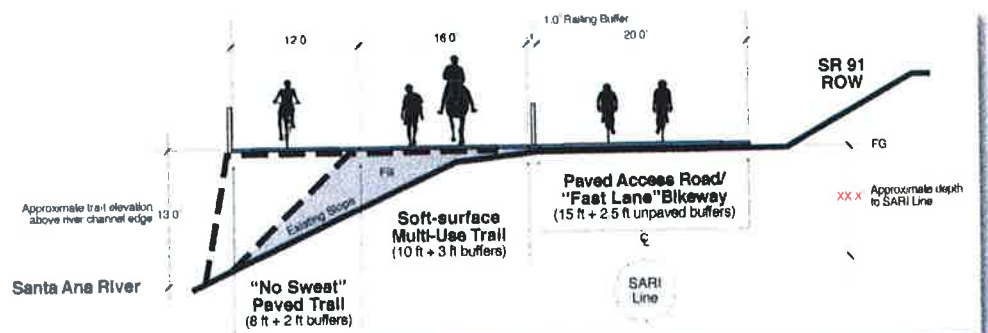 1.0' Railing Buffer
12.0'
16.0'
20.0'
SR 91
ROW
FG
Approximate trail elevation
above river channel edge
13.0'
Fill
Existing Slope
Soft-surface
Multi-Use Trail
(10 ft + 3 ft buffers)
Paved Access Road/
"Fast Lane" Bikeway
(15 ft + 2.5 ft unpaved buffers)
XX.X
Approximate depth
to SARI Line
Santa Ana River
"No Sweat"
Paved Trail
(8 ft + 2 ft buffers)
SARI
Line